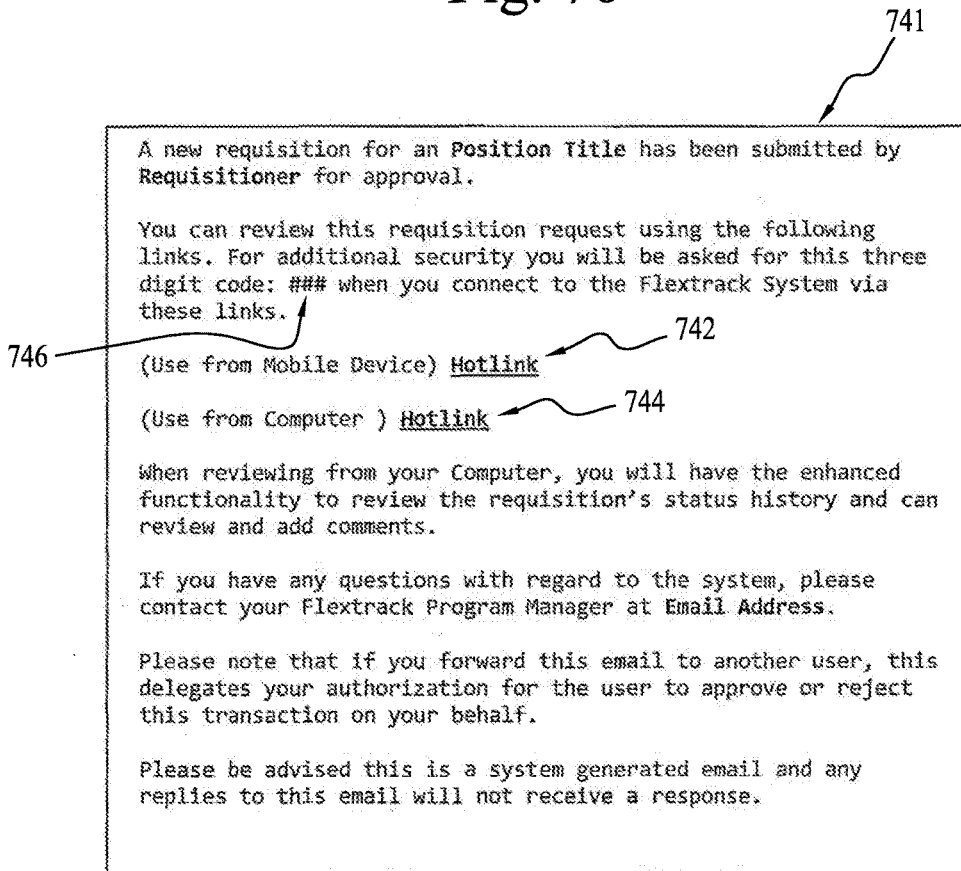 741
A new requisition for an Position Title has been submitted by
Requisitioner for approval.
You can review this requisition request using the following
links. For additional security you will be asked for this three
digit code: ### when you connect to the Flextrack System via
these links.
746
742
(Use from Mobile Device) Hotlink
744
(Use from Computer ) Hotlink
When reviewing from your Computer, you will have the enhanced
functionality to review the requisition's status history and can
review and add comments.
If you have any questions with regard to the system, please
contact your Flextrack Program Manager at Email Address.
Please note that if you forward this email to another user, this
delegates your authorization for the user to approve or reject
this transaction on your behalf.
Please be advised this is a system generated email and any
replies to this email will not receive a response.